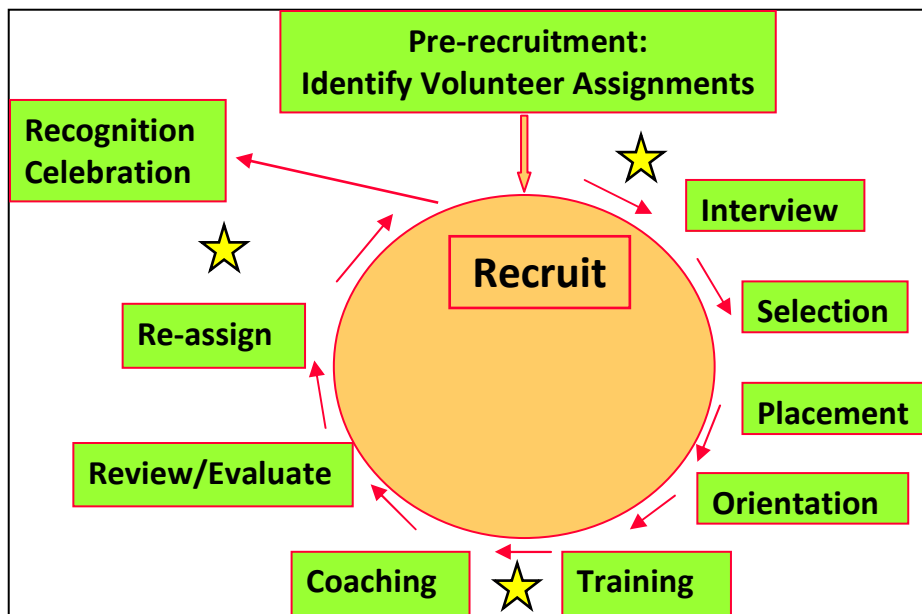 Pre-recruitment:
Identify Volunteer Assignments
Recognition
Celebration
Interview
Recruit
Selection
Re-assign
Placement
Review/Evaluate
Orientation
Coaching
Training